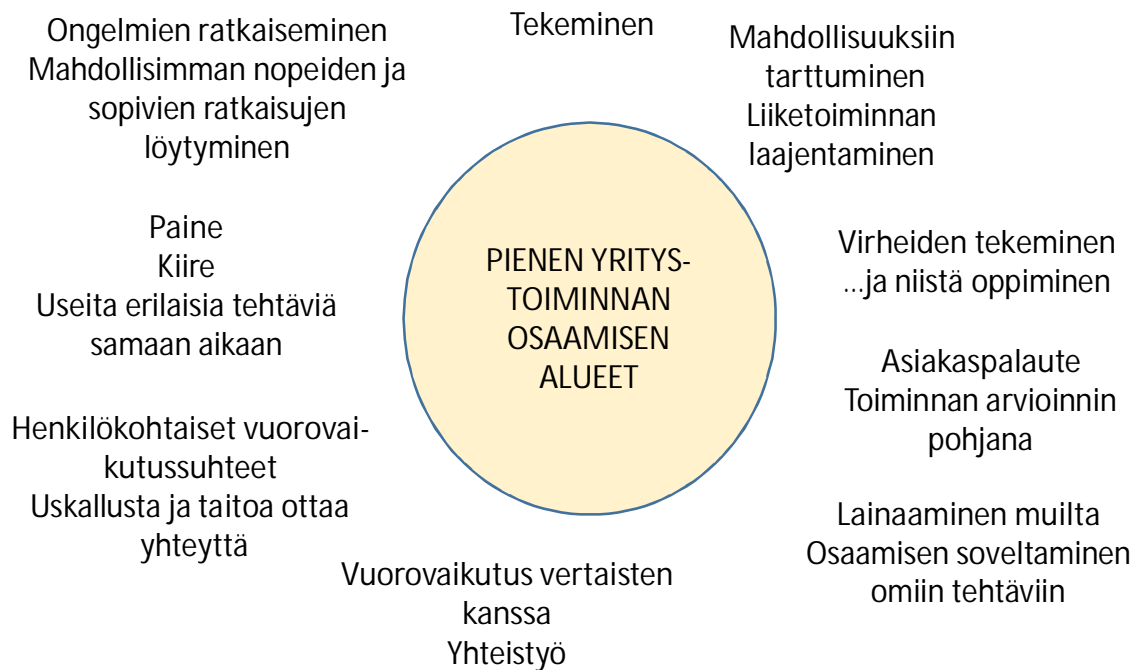 Tekeminen
Mahdollisuuksiin
tarttuminen
Liiketoiminnan
laajentaminen
Virheiden tekeminen
...ja niistä oppiminen
Asiakaspalaute
Toiminnan arvioinnin
pohjana
Lainaaminen muilta
Osaamisen soveltaminen
omiin tehtäviin
Vuorovaikutus vertaisten
kanssa
Yhteistyö
Henkilökohtaiset vuorovai-
kutussuhteet
Uskallusta ja taitoa ottaa
yhteyttä
Paine
Kiire
Useita erilaisia tehtäviä
samaan aikaan
Ongelmien ratkaiseminen
Mahdollisimman nopeiden ja
sopivien ratkaisujen
löytyminen
PIENEN YRITYS-
TOIMINNAN
OSAAMISEN
ALUEET